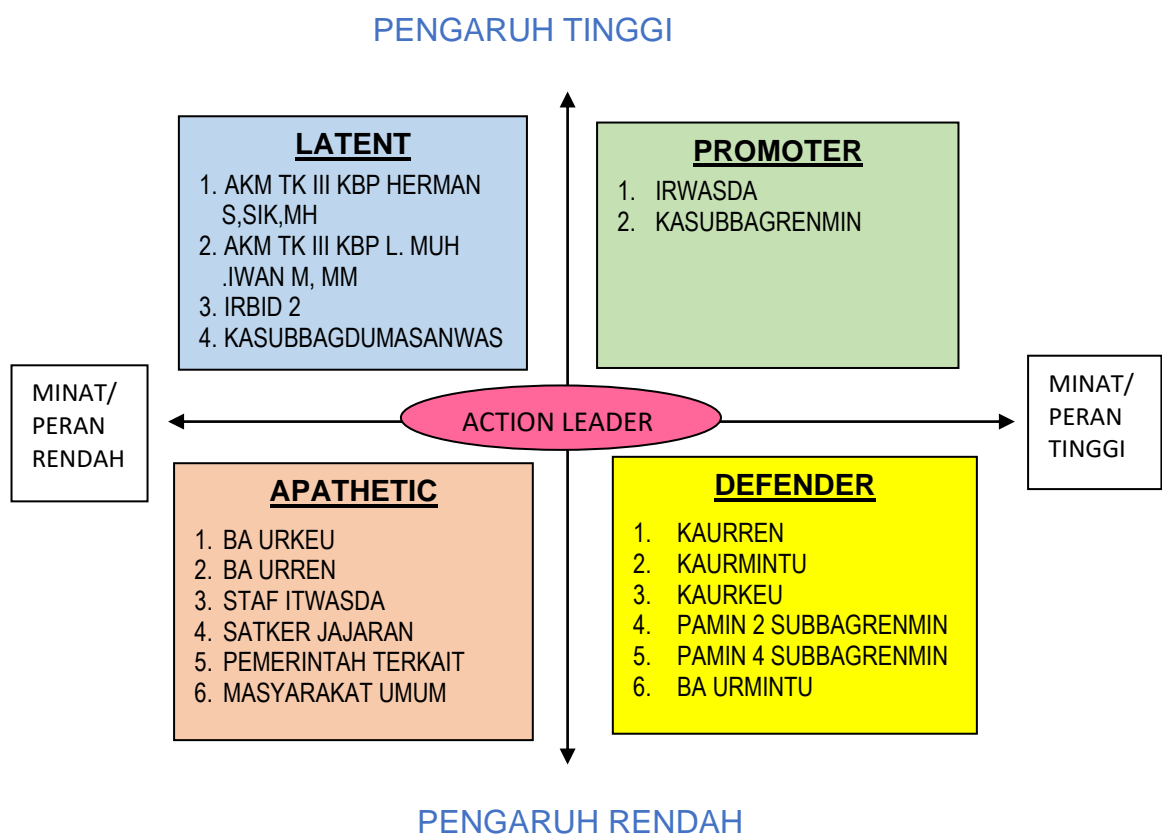 PENGARUH TINGGI
LATENT
1. AKM TK III KBP HERMAN
S,SIK,MH
2. AKM TK III KBP L. MUH
.IWAN M, MM
3. IRBID 2
4. KASUBBAGDUMASANWAS
PROMOTER
1. IRWASDA
2. KASUBBAGRENMIN
MINAT/
PERAN
RENDAH
ACTION LEADER
MINAT/
PERAN
TINGGI
APATHETIC
1. BA URKEU
2. BA URREN
3. STAF ITWASDA
4. SATKER JAJARAN
5. PEMERINTAH TERKAIT
6. MASYARAKAT UMUM
DEFENDER
1. KAURREN
2. KAURMINTU
3. KAURKEU
4. PAMIN 2 SUBBAGRENMIN
5. PAMIN 4 SUBBAGRENMIN
6. BA URMINTU
PENGARUH RENDAH